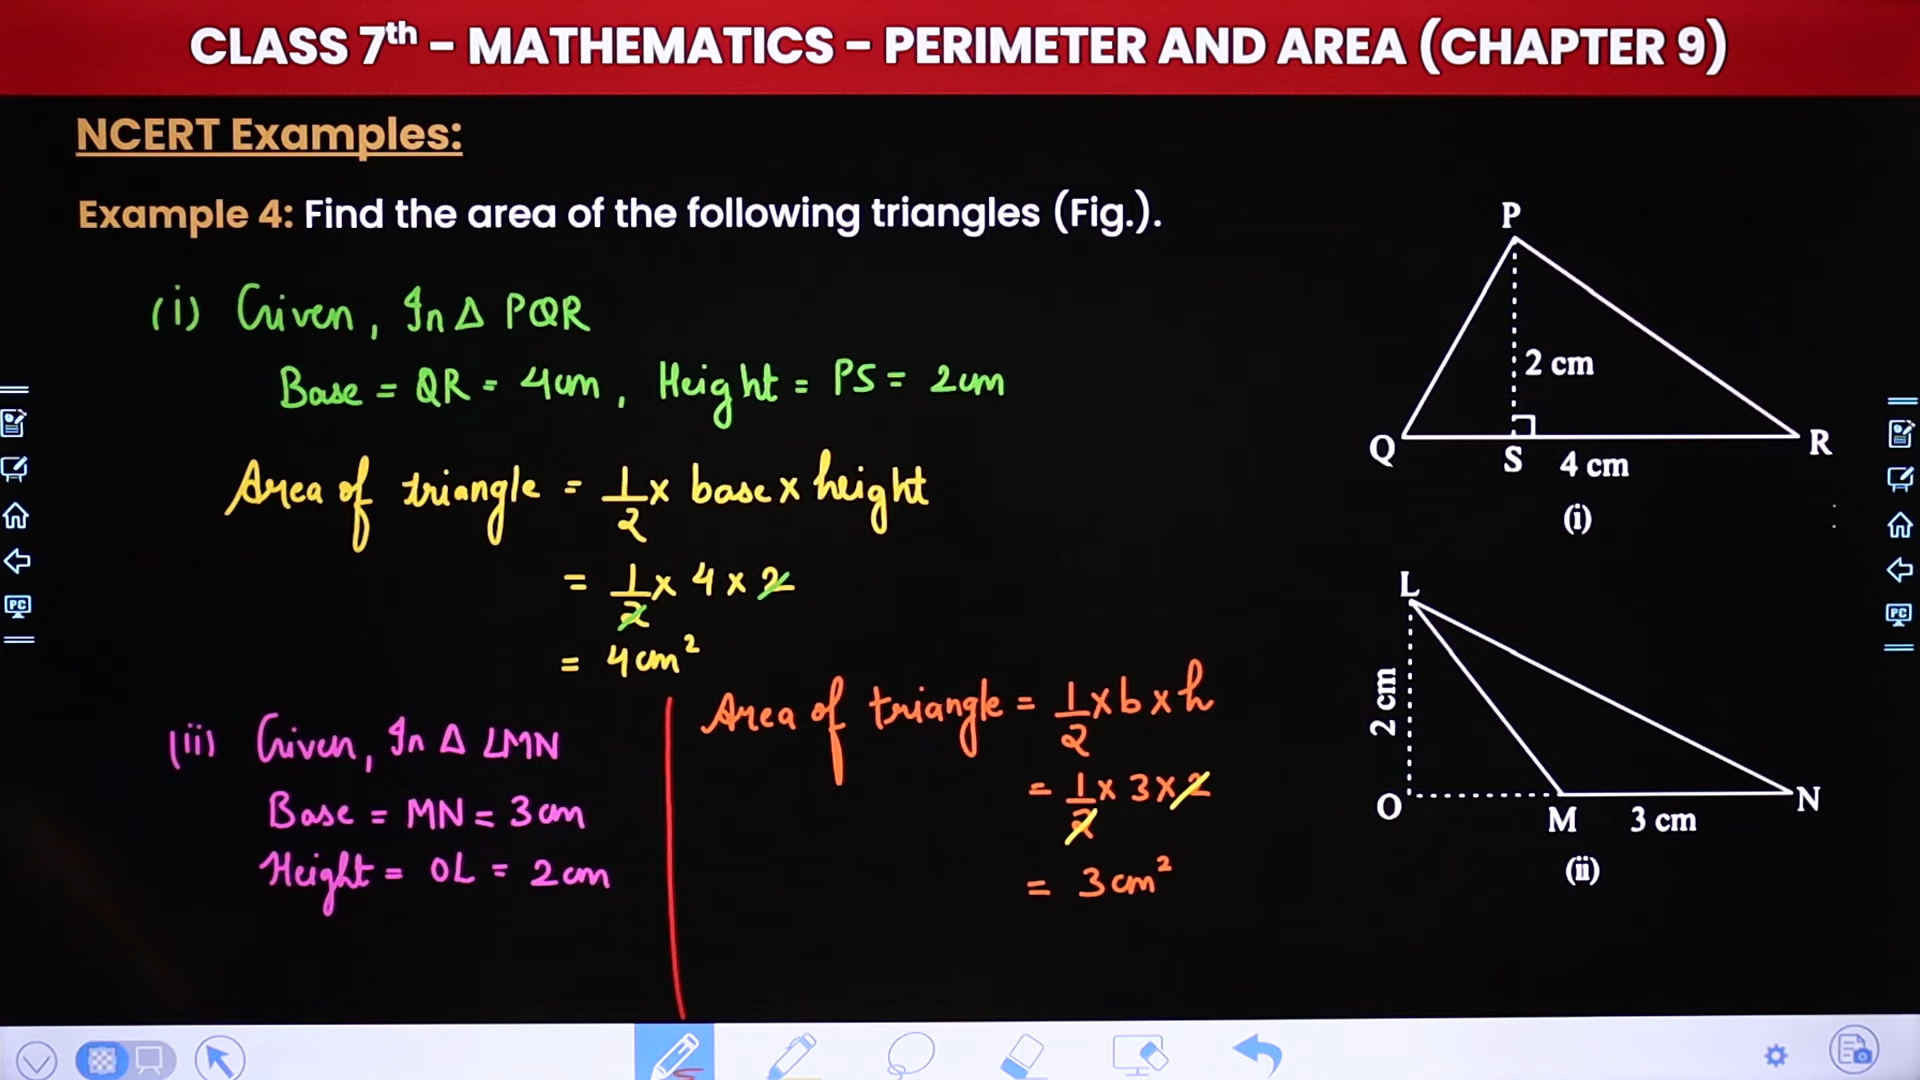 CLASS 7th - MATHEMATICS - PERIMETER AND AREA (CHAPTER 9)
NCERT Examples:
Example 4: Find the area of the following triangles (Fig.).
(i) Given, In Δ PQR
Base = QR = 4cm, Height = PS = 2cm
Area of triangle = 1/2 × base × height
= 1/2 × 4 × 2
= 4cm²
(ii) Given, In Δ LMN
Base = MN = 3cm
Height = OL = 2cm
Area of triangle = 1/2 × b × h
= 1/2 × 3 × 2
= 3cm²
P
2 cm
Q
S
4 cm
R
(i)
L
2 cm
O
M
3 cm
N
(ii)
PC
PC